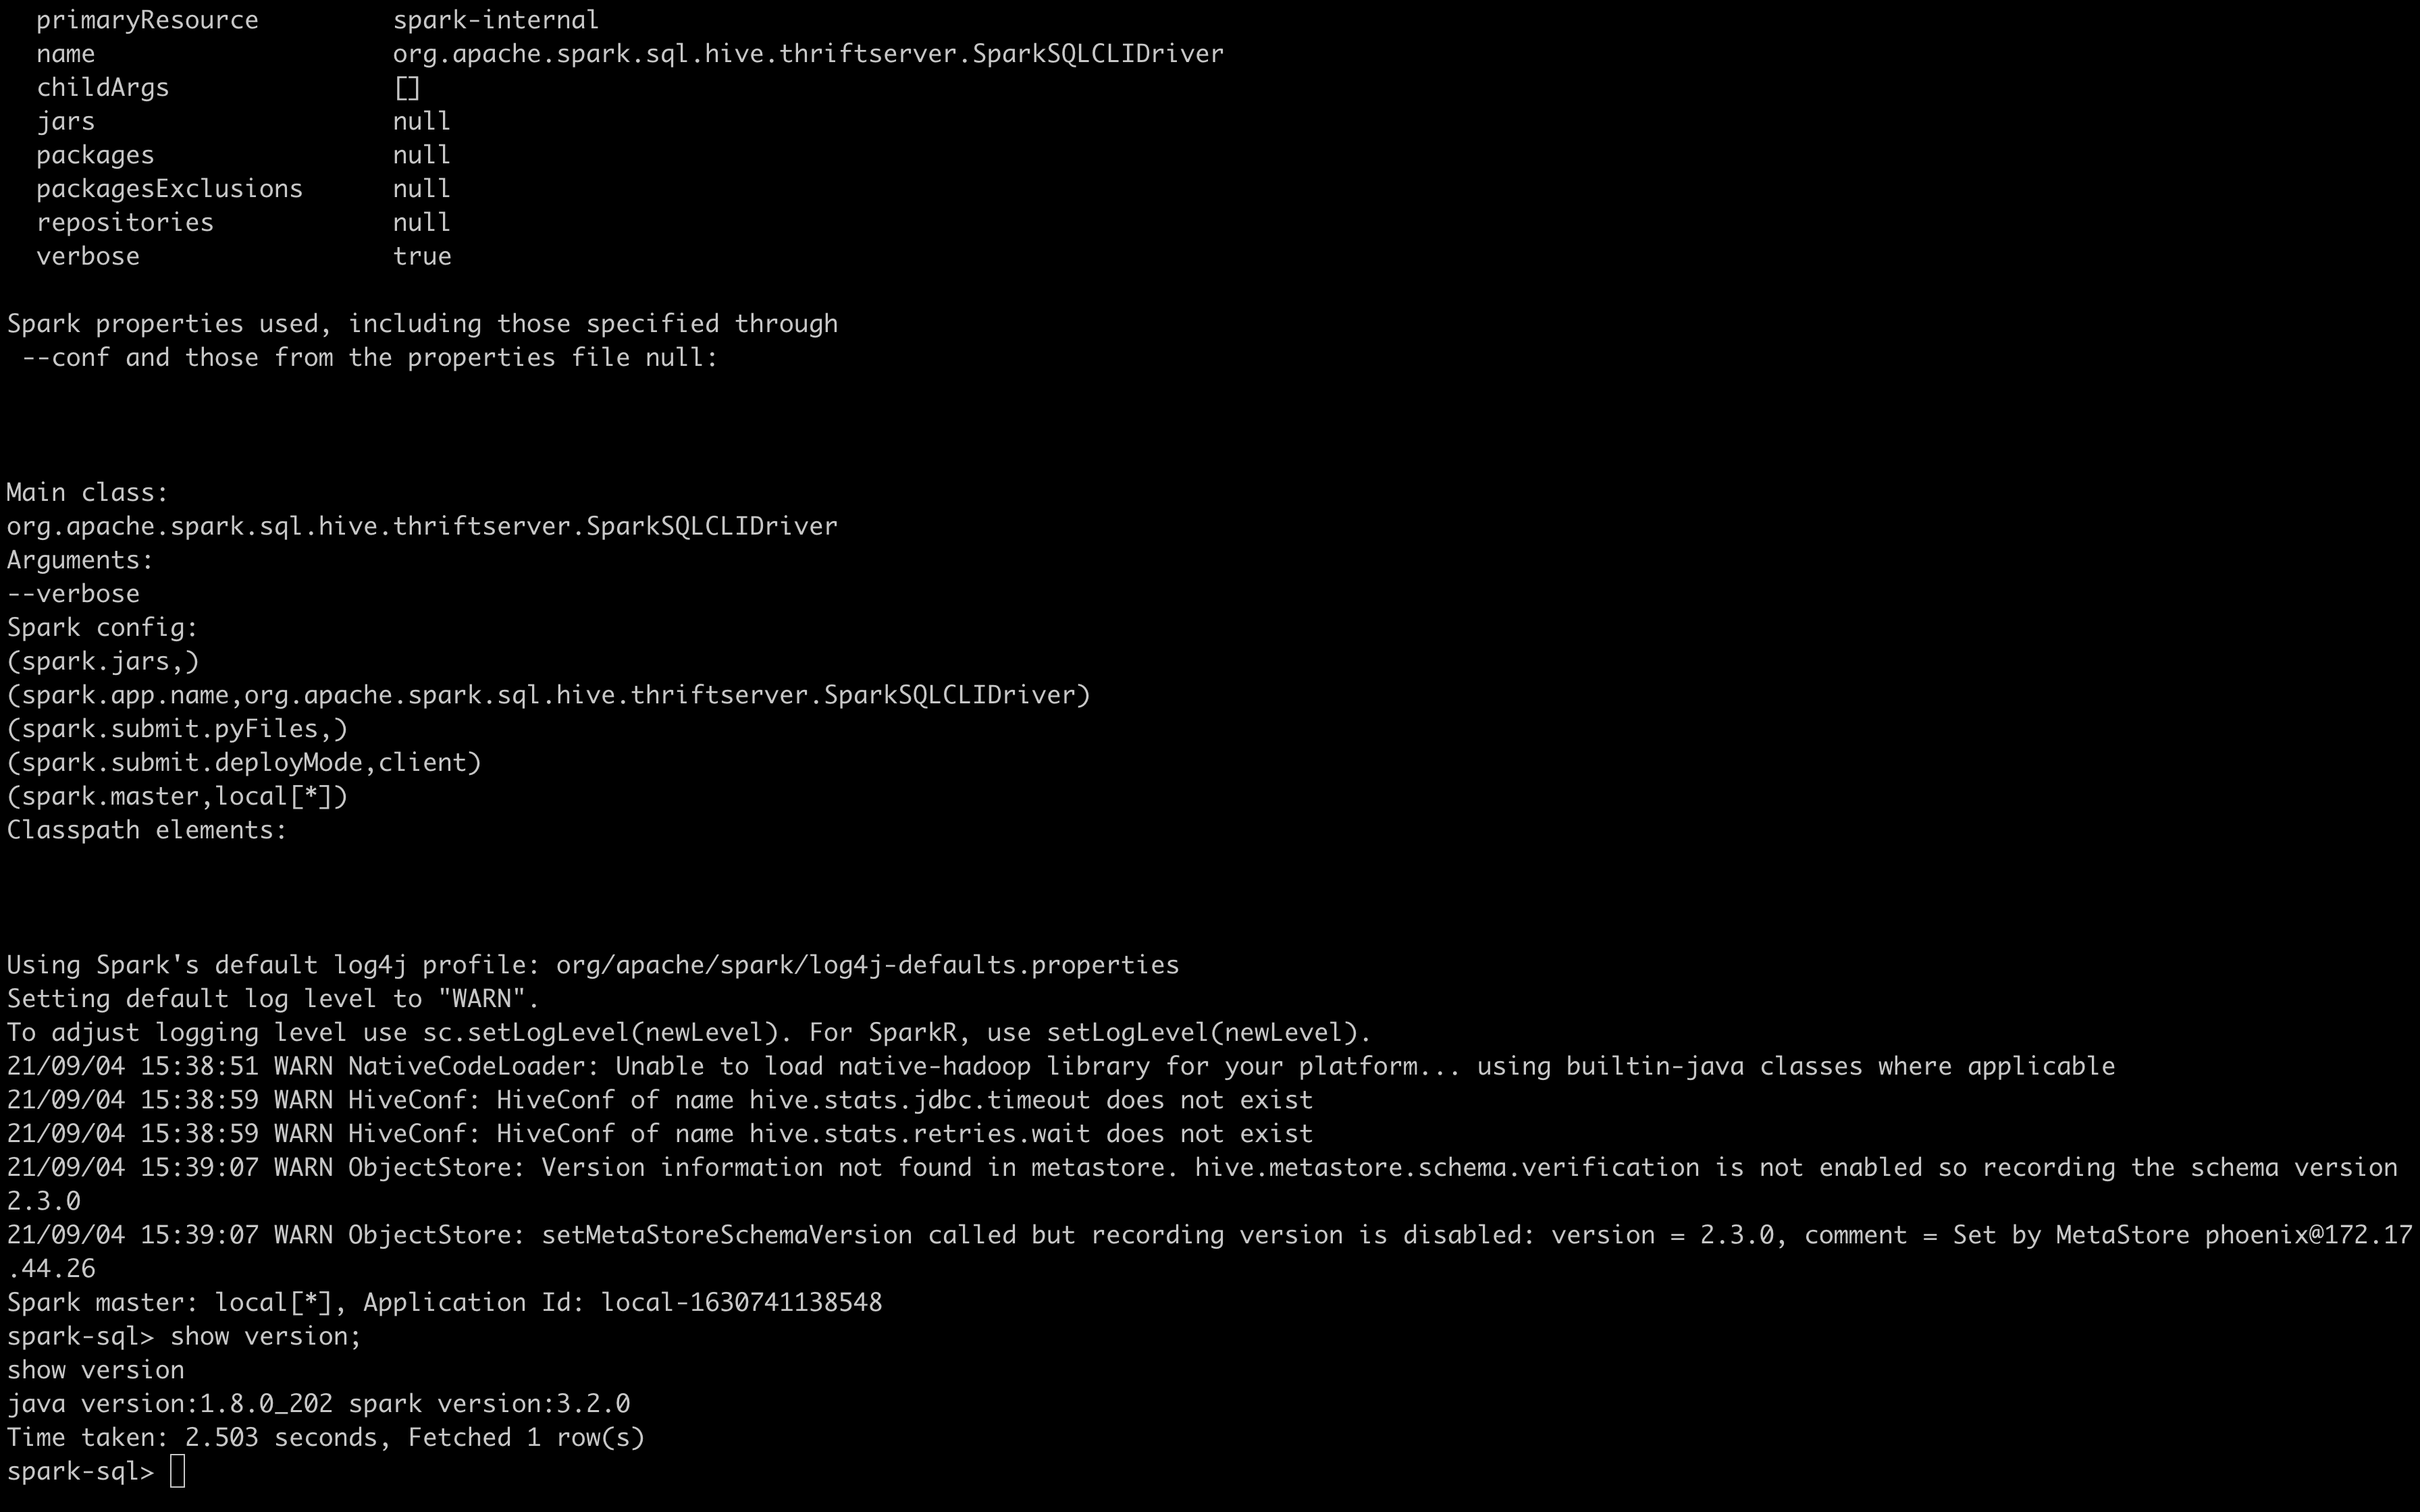 primaryResource spark-internal
name org.apache.spark.sql.hive.thriftserver.SparkSQLCLIDriver
childArgs []
jars null
packages null
packagesExclusions null
repositories null
verbose true
Spark properties used, including those specified through
--conf and those from the properties file null:
Main class:
org.apache.spark.sql.hive.thriftserver.SparkSQLCLIDriver
Arguments:
--verbose
Spark config:
(spark.jars,)
(spark.app.name,org.apache.spark.sql.hive.thriftserver.SparkSQLCLIDriver)
(spark.submit.pyFiles,)
(spark.submit.deployMode,client)
(spark.master,local[*])
Classpath elements:
Using Spark's default log4j profile: org/apache/spark/log4j-defaults.properties
Setting default log level to "WARN".
To adjust logging level use sc.setLogLevel(newLevel). For SparkR, use setLogLevel(newLevel).
21/09/04 15:38:51 WARN NativeCodeLoader: Unable to load native-hadoop library for your platform... using builtin-java classes where applicable
21/09/04 15:38:59 WARN HiveConf: HiveConf of name hive.stats.jdbc.timeout does not exist
21/09/04 15:38:59 WARN HiveConf: HiveConf of name hive.stats.retries.wait does not exist
21/09/04 15:39:07 WARN ObjectStore: Version information not found in metastore. hive.metastore.schema.verification is not enabled so recording the schema version
2.3.0
21/09/04 15:39:07 WARN ObjectStore: setMetaStoreSchemaVersion called but recording version is disabled: version = 2.3.0, comment = Set by MetaStore phoenix@172.17
.44.26
Spark master: local[*], Application Id: local-1630741138548
spark-sql> show version;
show version
java version:1.8.0_202 spark version:3.2.0
Time taken: 2.503 seconds, Fetched 1 row(s)
spark-sql>